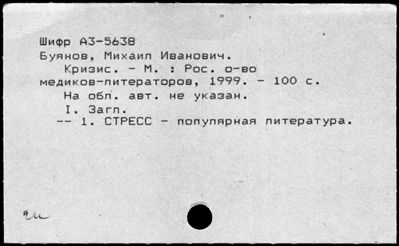 Шифр А3-5638
Буянов, Михаил Иванович.
Кризис. - М. : Рос. о-во
медиков-литераторов, 1999. - 100 с.
На обл. авт. не указан.
I. Загл.
-- 1. СТРЕСС - популярная литература.